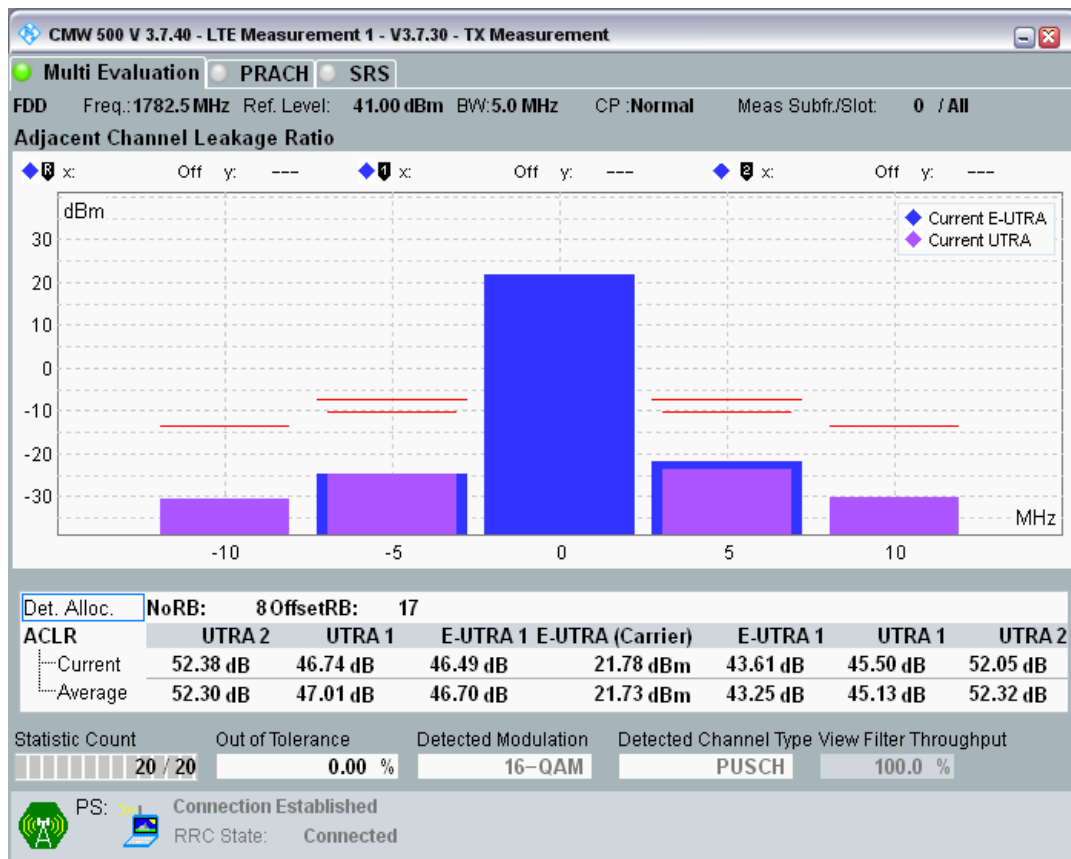 CMW 500 V 3.7.40 - LTE Measurement 1 - V3.7.30 - TX Measurement
Multi Evaluation PRACH SRS
FDD Freq.:1782.5 MHz Ref. Level: 41.00 dBm BW:5.0 MHz CP :Normal Meas Subfr./Slot: 0 / All
Adjacent Channel Leakage Ratio
R x: Off y: --- 1 x: Off y: --- 2 x: Off y: ---
dBm
Current E-UTRA
Current UTRA
30
20
10
0
-10
-20
-30
MHz
-10 -5 0 5 10
Det. Alloc. NoRB: 8 OffsetRB: 17
ACLR UTRA 2 UTRA 1 E-UTRA 1 E-UTRA (Carrier) E-UTRA 1 UTRA 1 UTRA 2
Current 52.38 dB 46.74 dB 46.49 dB 21.78 dBm 43.61 dB 45.50 dB 52.05 dB
Average 52.30 dB 47.01 dB 46.70 dB 21.73 dBm 43.25 dB 45.13 dB 52.32 dB
Statistic Count Out of Tolerance Detected Modulation Detected Channel Type View Filter Throughput
20 / 20 0.00 % 16-QAM PUSCH 100.0 %
PS: Connection Established
RRC State: Connected